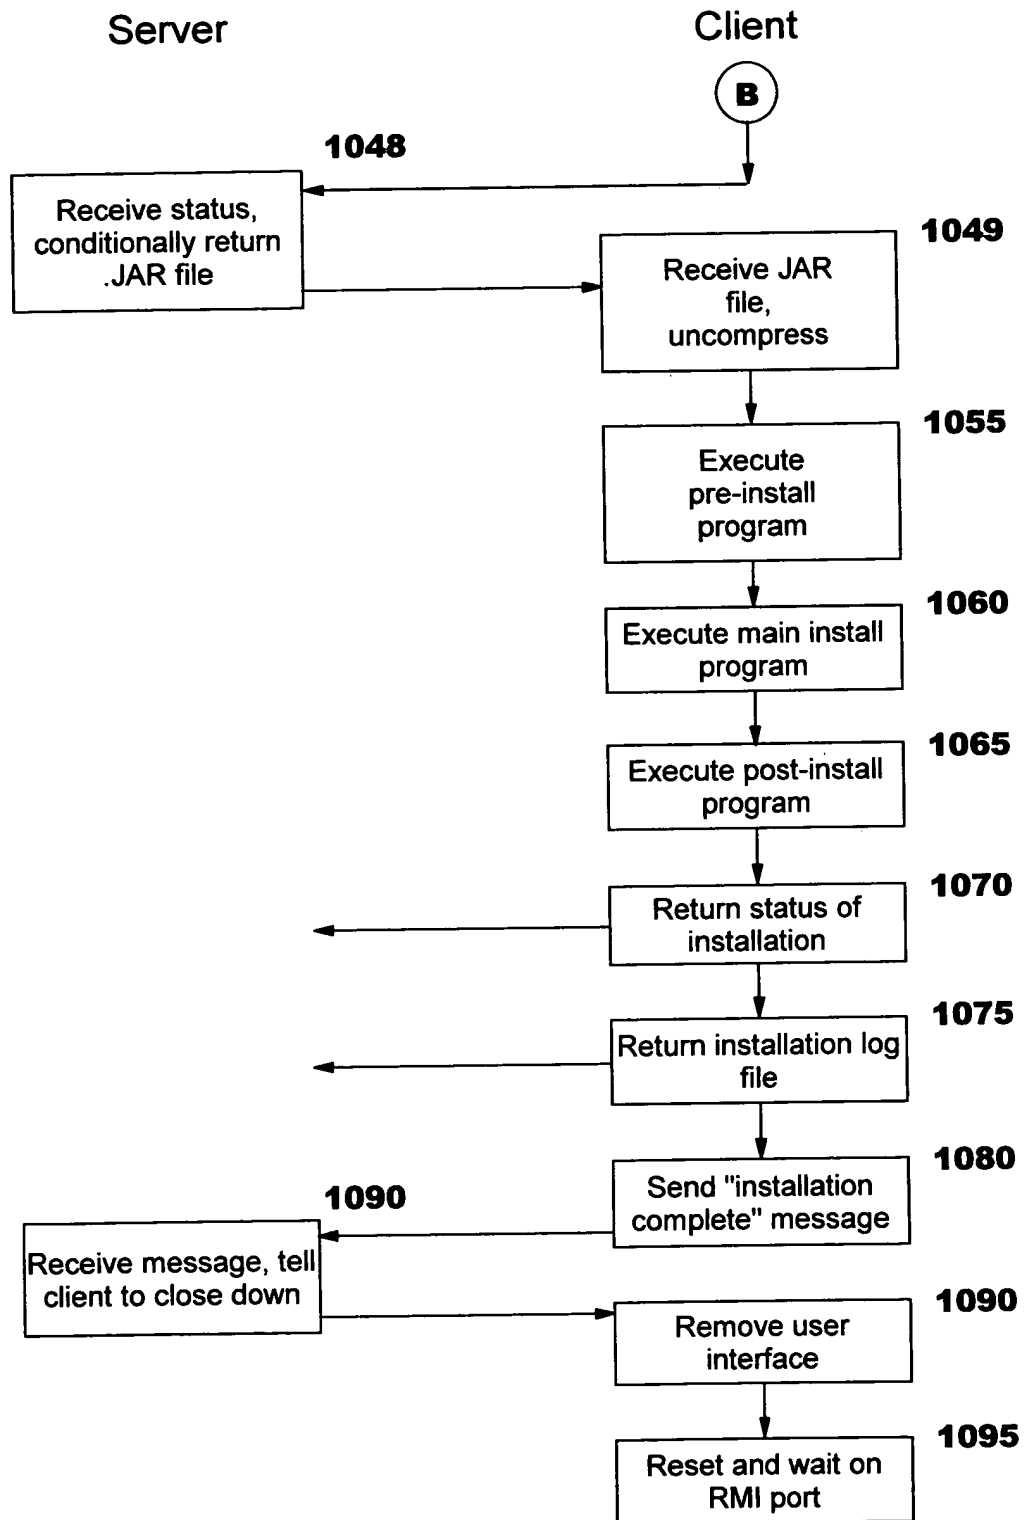 Server
Client
B
1048
Receive status,
conditionally return
.JAR file
1049
Receive JAR
file,
uncompress
1055
Execute
pre-install
program
1060
Execute main install
program
1065
Execute post-install
program
1070
Return status of
installation
1075
Return installation log
file
1080
Send "installation
complete" message
1090
Receive message, tell
client to close down
1090
Remove user
interface
1095
Reset and wait on
RMI port